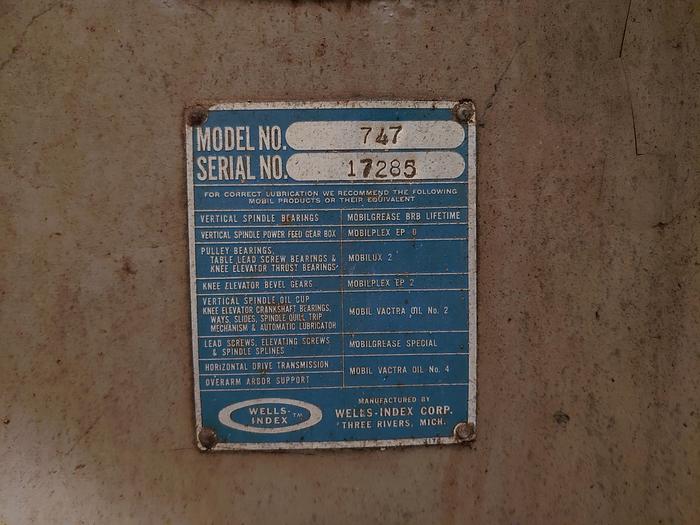 MODEL NO. 747
SERIAL NO. 17285
FOR CORRECT LUBRICATION WE RECOMMEND THE FOLLOWING
MOBIL PRODUCTS OR THEIR EQUIVALENT
VERTICAL SPINDLE BEARINGS MOBILGREASE BRB LIFETIME
VERTICAL SPINDLE POWER FEED GEAR BOX MOBILPLEX EP 0
PULLEY BEARINGS,
TABLE LEAD SCREW BEARINGS &
KNEE ELEVATOR THRUST BEARINGS
MOBILUX 2
KNEE ELEVATOR BEVEL GEARS MOBILPLEX EP 2
VERTICAL SPINDLE OIL CUP
KNEE ELEVATOR CRANKSHAFT BEARINGS,
WAYS, SLIDES, SPINDLE QUILL TRIP
MECHANISM & AUTOMATIC LUBRICATOR
MOBIL VACTRA OIL No. 2
LEAD SCREWS, ELEVATING SCREWS
& SPINDLE SPLINES
MOBILGREASE SPECIAL
HORIZONTAL DRIVE TRANSMISSION
OVERARM ARBOR SUPPORT
MOBIL VACTRA OIL No. 4
WELLS-
INDEX TM
MANUFACTURED BY
WELLS-INDEX CORP.
THREE RIVERS, MICH.